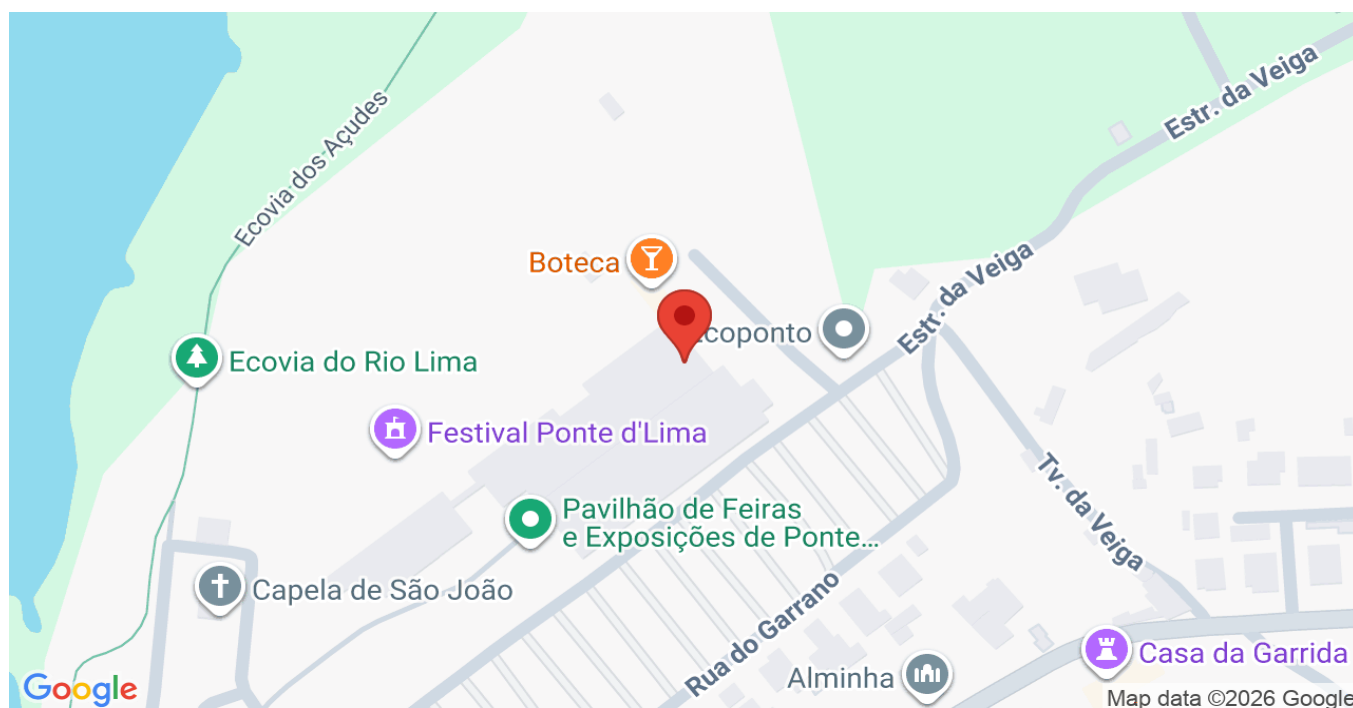 Estr. da Veiga
Ecovia dos Açudes
Boteca
Estr. da Veiga
coponto
Ecovia do Rio Lima
Festival Ponte d'Lima
Pavilhão de Feiras
e Exposições de Ponte...
Tv. da Veiga
Capela de São João
Rua do Garrano
Casa da Garrida
Alminha
Google
Map data ©2026 Google